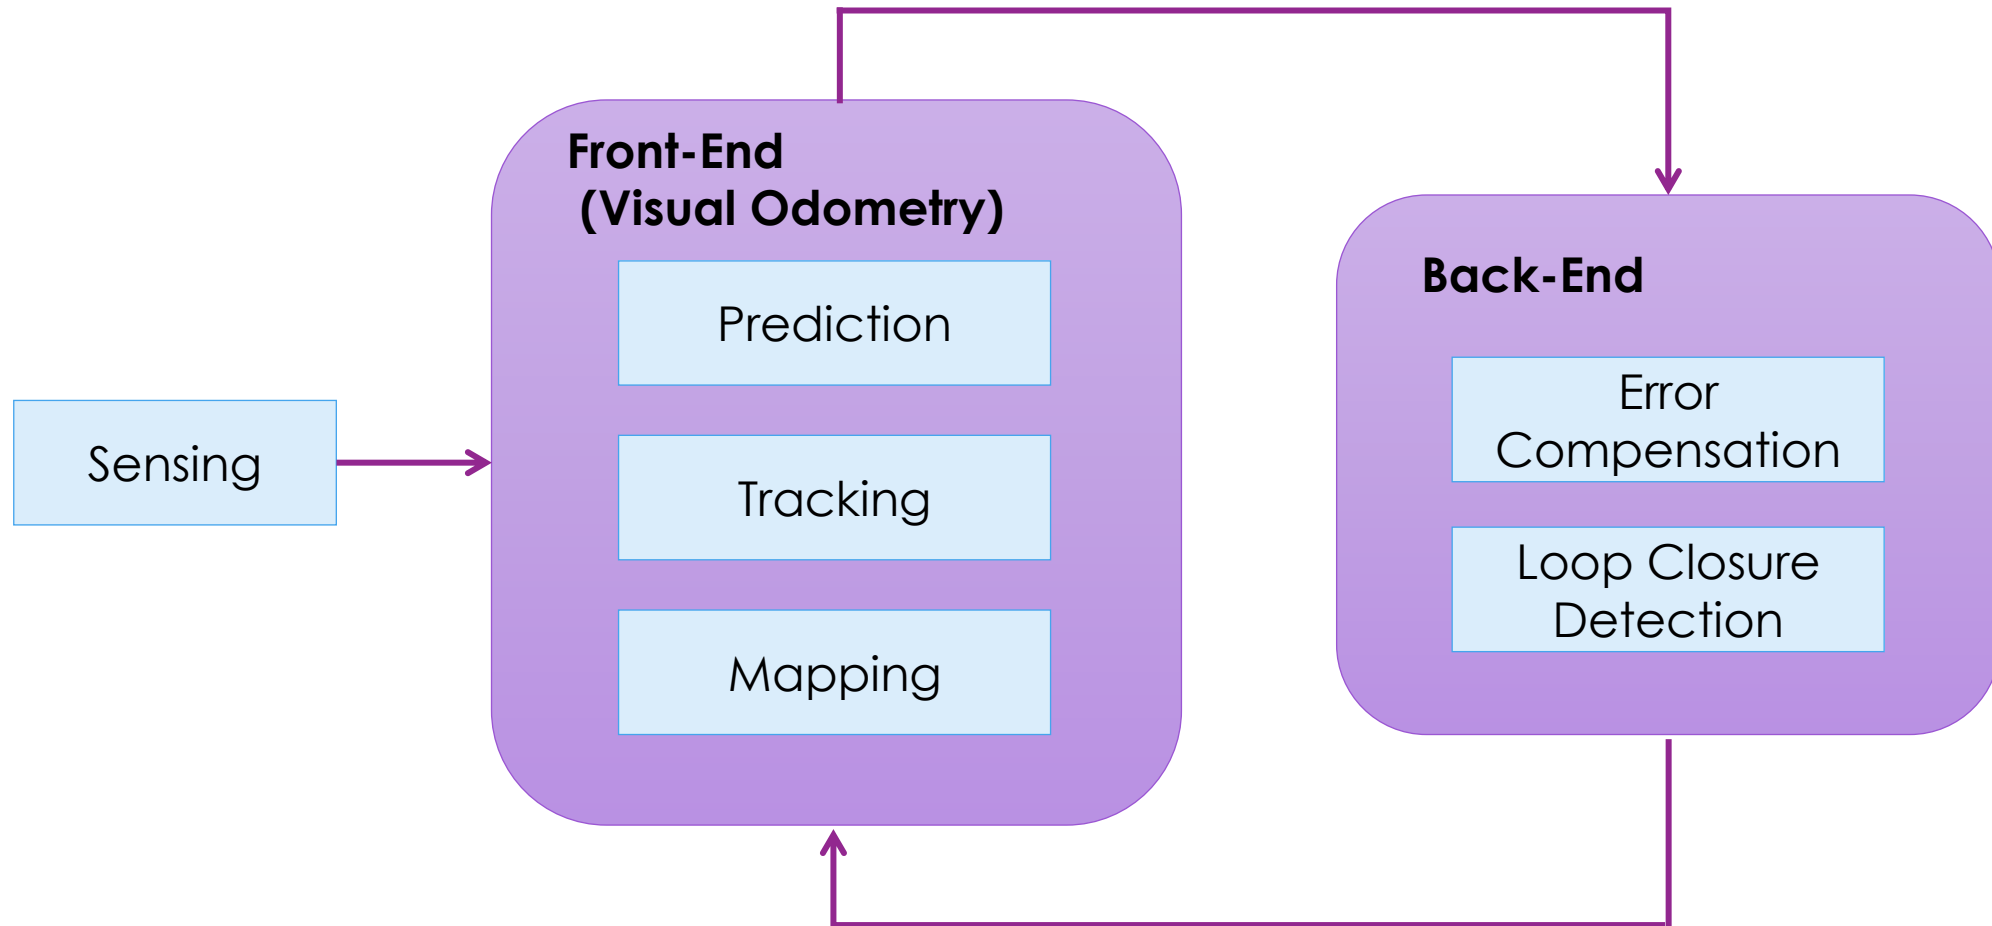 Sensing
Front-End
(Visual Odometry)
Prediction
Tracking
Mapping
Back-End
Error
Compensation
Loop Closure
Detection